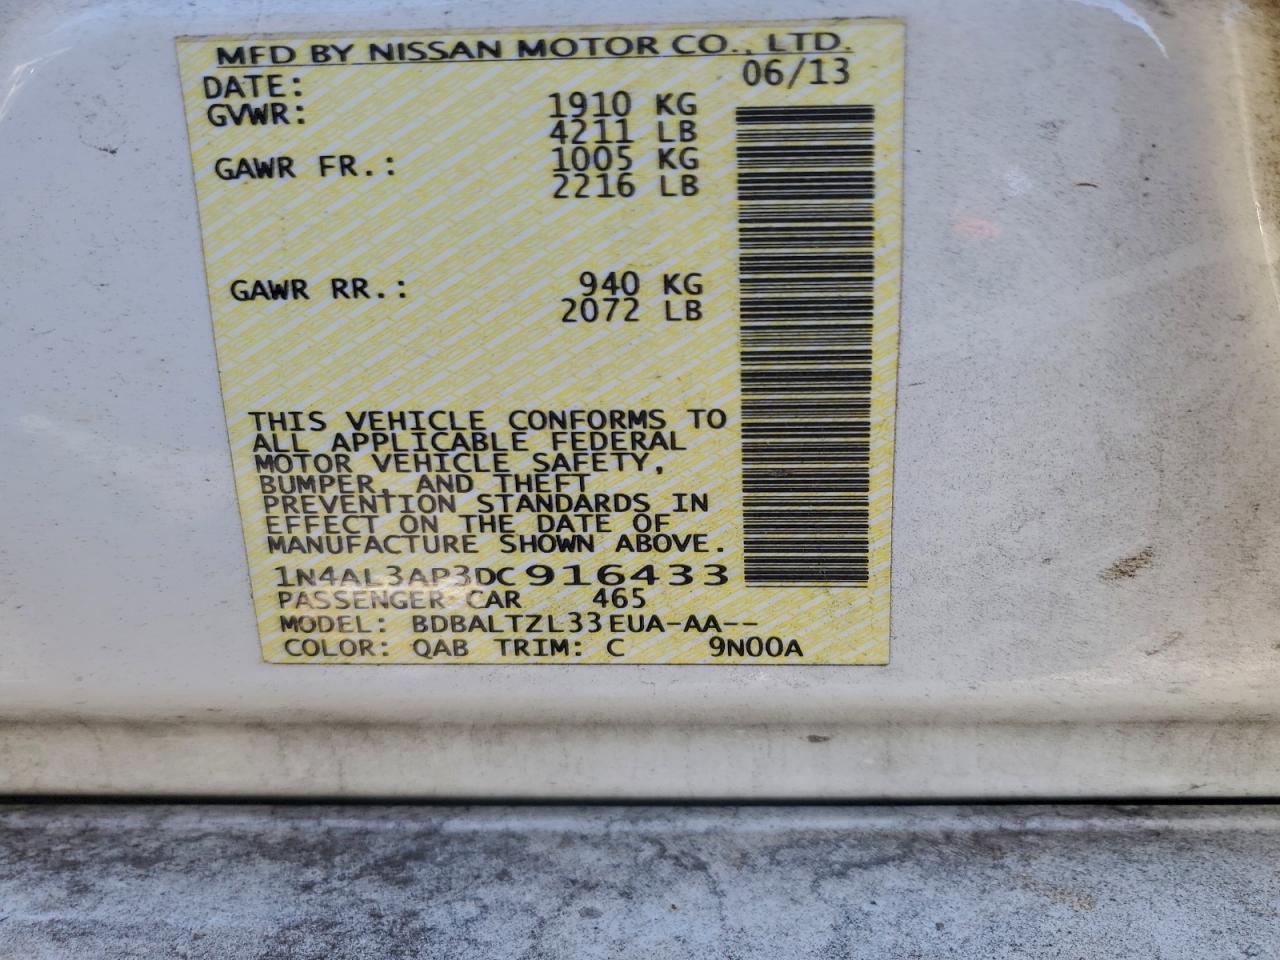 MFD BY NISSAN MOTOR CO., LTD.
DATE: 06/13
GVWR: 1910 KG
4211 LB
GAWR FR.: 1005 KG
2216 LB
GAWR RR.: 940 KG
2072 LB
THIS VEHICLE CONFORMS TO
ALL APPLICABLE FEDERAL
MOTOR VEHICLE SAFETY,
BUMPER, AND THEFT
PREVENTION STANDARDS IN
EFFECT ON THE DATE OF
MANUFACTURE SHOWN ABOVE.
1N4AL3AP3DC916433
PASSENGER CAR 465
MODEL: BDBALTZL33EUA-AA--
COLOR: QAB TRIM: C 9N00A